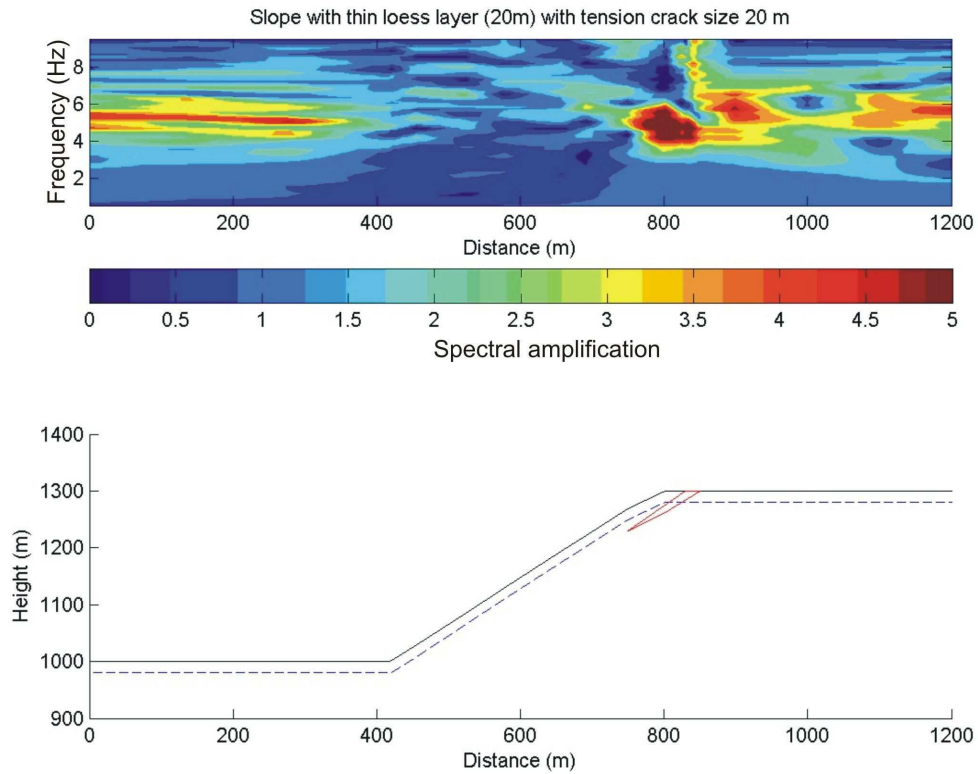 Slope with thin loess layer (20m) with tension crack size 20 m
Frequency (Hz)
8
6
4
2
0 200 400 600 800 1000 1200
Distance (m)
0 0.5 1 1.5 2 2.5 3 3.5 4 4.5 5
Spectral amplification
Height (m)
1400
1300
1200
1100
1000
900
0 200 400 600 800 1000 1200
Distance (m)